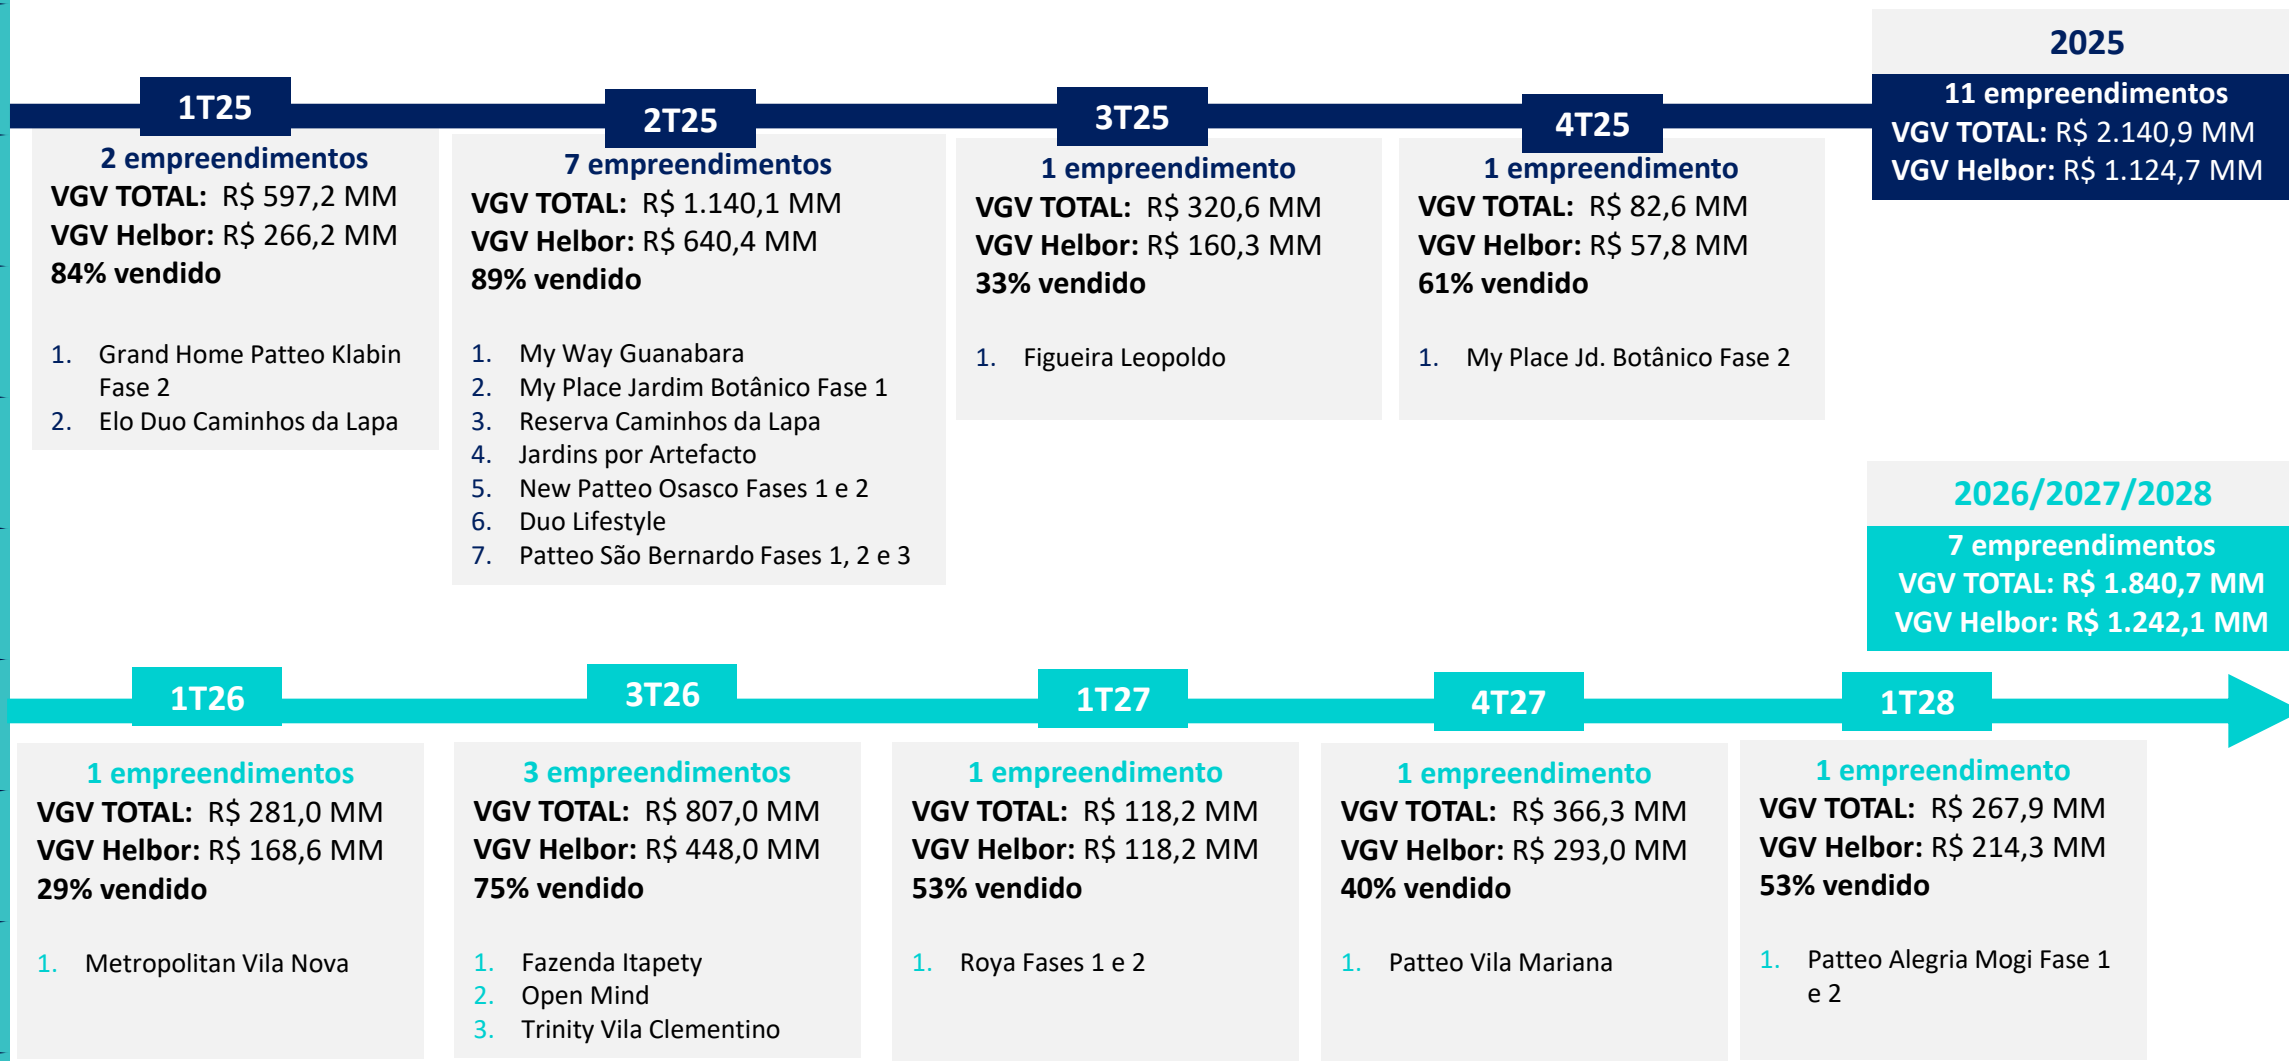 2025
11 empreendimentos
VGV TOTAL: R$ 2.140,9 MM
VGV Helbor: R$ 1.124,7 MM
1T25
2 empreendimentos
VGV TOTAL: R$ 597,2 MM
VGV Helbor: R$ 266,2 MM
84% vendido
1. Grand Home Patteo Klabin
Fase 2
2. Elo Duo Caminhos da Lapa
2T25
7 empreendimentos
VGV TOTAL: R$ 1.140,1 MM
VGV Helbor: R$ 640,4 MM
89% vendido
1. My Way Guanabara
2. My Place Jardim Botânico Fase 1
3. Reserva Caminhos da Lapa
4. Jardins por Artefacto
5. New Patteo Osasco Fases 1 e 2
6. Duo Lifestyle
7. Patteo São Bernardo Fases 1, 2 e 3
3T25
1 empreendimento
VGV TOTAL: R$ 320,6 MM
VGV Helbor: R$ 160,3 MM
33% vendido
1. Figueira Leopoldo
4T25
1 empreendimento
VGV TOTAL: R$ 82,6 MM
VGV Helbor: R$ 57,8 MM
61% vendido
1. My Place Jd. Botânico Fase 2
2026/2027/2028
7 empreendimentos
VGV TOTAL: R$ 1.840,7 MM
VGV Helbor: R$ 1.242,1 MM
1T26
1 empreendimentos
VGV TOTAL: R$ 281,0 MM
VGV Helbor: R$ 168,6 MM
29% vendido
1. Metropolitan Vila Nova
3T26
3 empreendimentos
VGV TOTAL: R$ 807,0 MM
VGV Helbor: R$ 448,0 MM
75% vendido
1. Fazenda Itapety
2. Open Mind
3. Trinity Vila Clementino
1T27
1 empreendimento
VGV TOTAL: R$ 118,2 MM
VGV Helbor: R$ 118,2 MM
53% vendido
1. Roya Fases 1 e 2
4T27
1 empreendimento
VGV TOTAL: R$ 366,3 MM
VGV Helbor: R$ 293,0 MM
40% vendido
1. Patteo Vila Mariana
1T28
1 empreendimento
VGV TOTAL: R$ 267,9 MM
VGV Helbor: R$ 214,3 MM
53% vendido
1. Patteo Alegria Mogi Fase 1
e 2